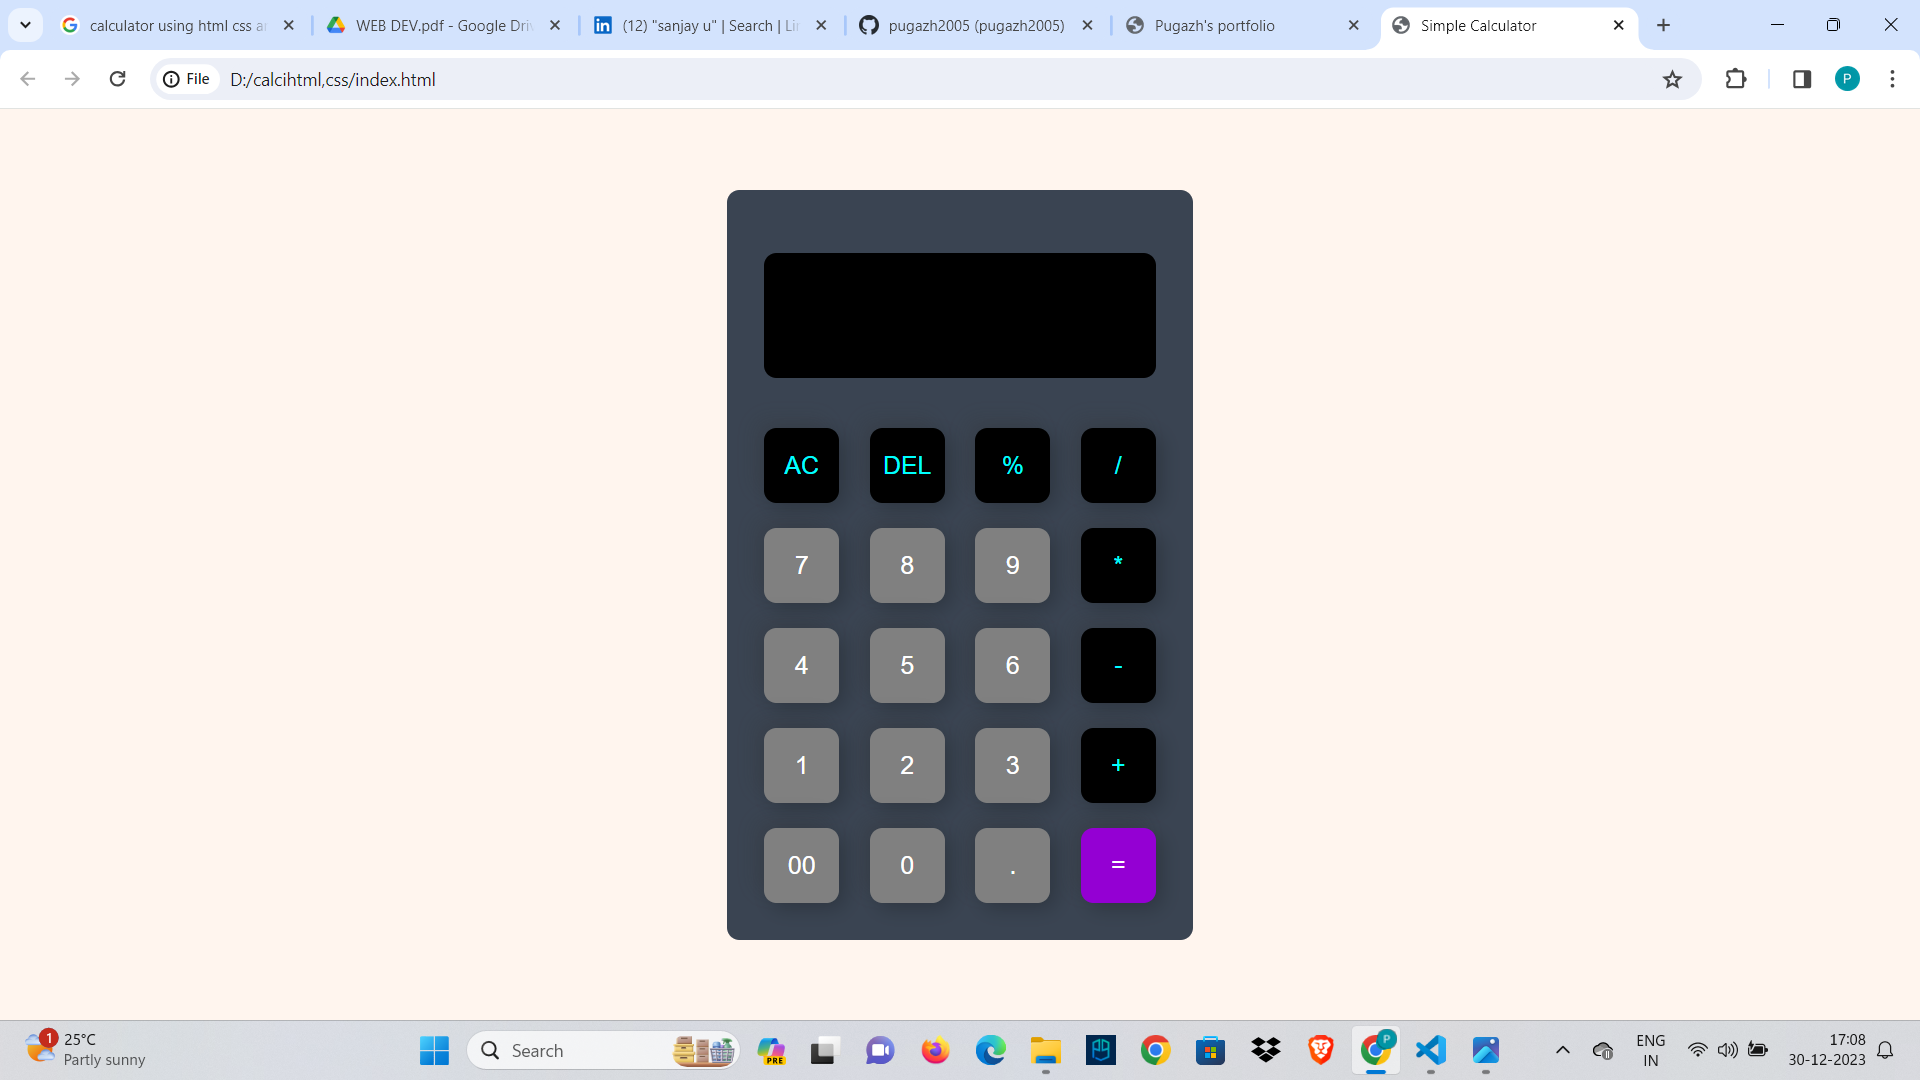 calculator using html css a
WEB DEV.pdf - Google Dri
(12) "sanjay u" | Search | Li
pugazh2005 (pugazh2005)
Pugazh's portfolio
Simple Calculator
File
D:/calcihtml,css/index.html
P
AC DEL % /
7 8 9 *
4 5 6 -
1 2 3 +
00 0 . =
1
25°C
Partly sunny
Search
PRE
P
ENG
IN
17:08
30-12-2023